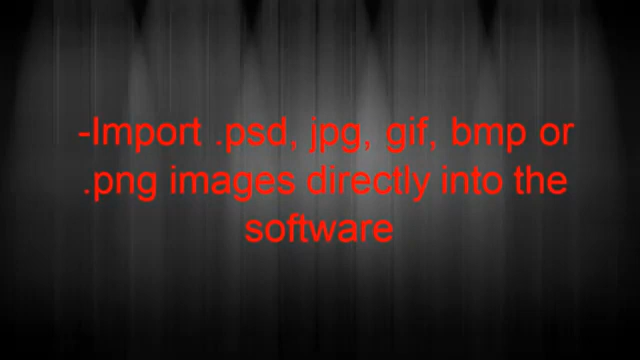 -Import .psd, jpg, gif, bmp or
.png images directly into the
software